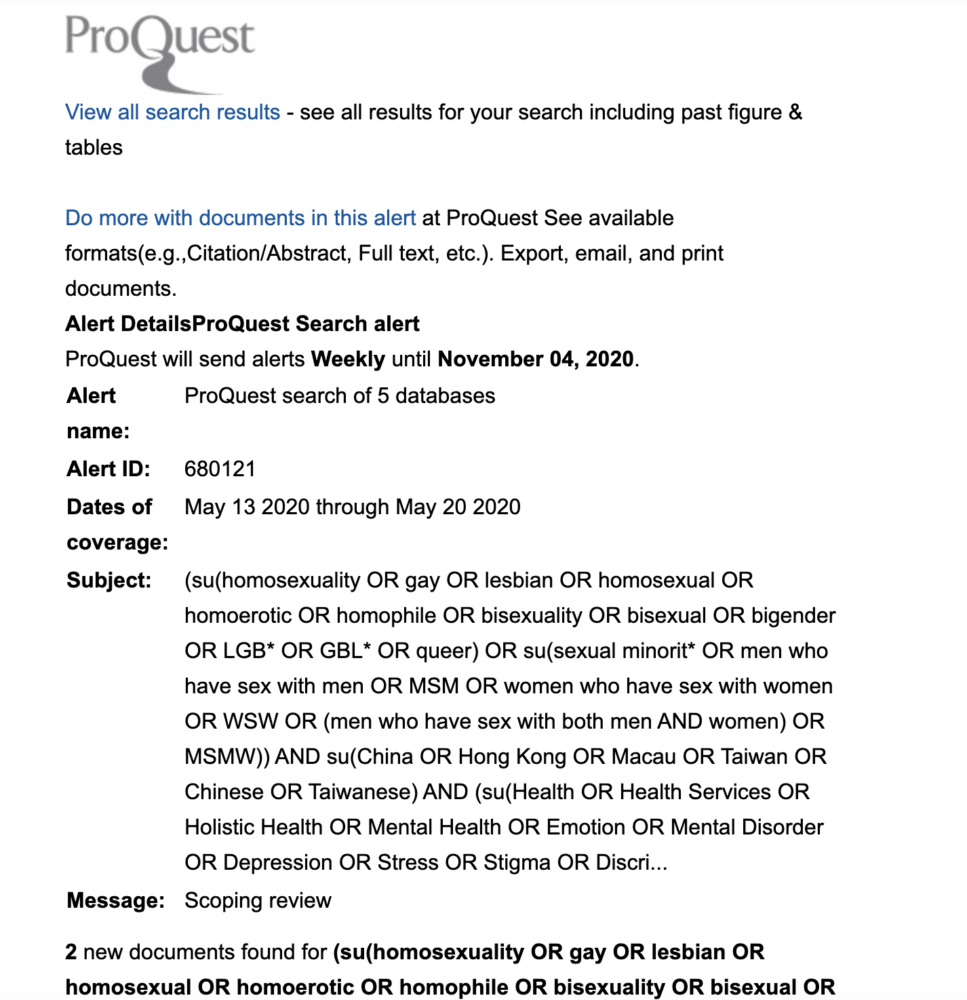 ProQuest
View all search results - see all results for your search including past figure &
tables
Do more with documents in this alert at ProQuest See available
formats(e.g.,Citation/Abstract, Full text, etc.). Export, email, and print
documents.
Alert DetailsProQuest Search alert
ProQuest will send alerts Weekly until November 04, 2020.
Alert ProQuest search of 5 databases
name:
Alert ID: 680121
Dates of May 13 2020 through May 20 2020
coverage:
Subject: (su(homosexuality OR gay OR lesbian OR homosexual OR
homoerotic OR homophile OR bisexuality OR bisexual OR bigender
OR LGB* OR GBL* OR queer) OR su(sexual minorit* OR men who
have sex with men OR MSM OR women who have sex with women
OR WSW OR (men who have sex with both men AND women) OR
MSMW)) AND su(China OR Hong Kong OR Macau OR Taiwan OR
Chinese OR Taiwanese) AND (su(Health OR Health Services OR
Holistic Health OR Mental Health OR Emotion OR Mental Disorder
OR Depression OR Stress OR Stigma OR Discri...
Message: Scoping review
2 new documents found for (su(homosexuality OR gay OR lesbian OR
homosexual OR homoerotic OR homophile OR bisexuality OR bisexual OR